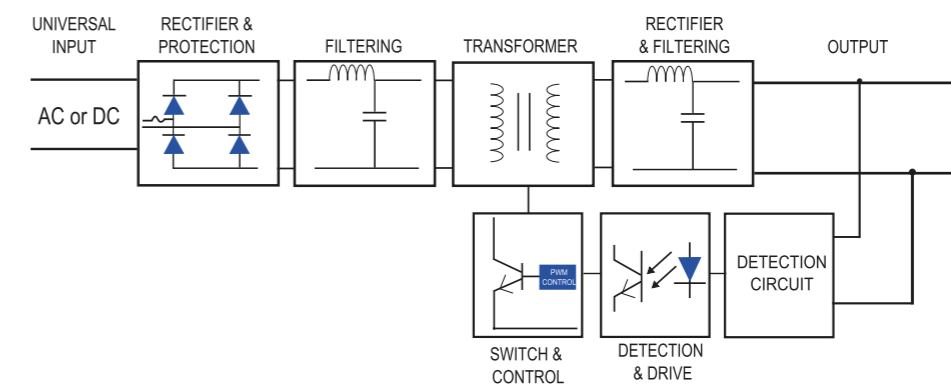 UNIVERSAL
INPUT
RECTIFIER &
PROTECTION
FILTERING
TRANSFORMER
RECTIFIER
& FILTERING
OUTPUT
AC or DC
PWM
CONTROL
DETECTION
CIRCUIT
SWITCH &
CONTROL
DETECTION
& DRIVE